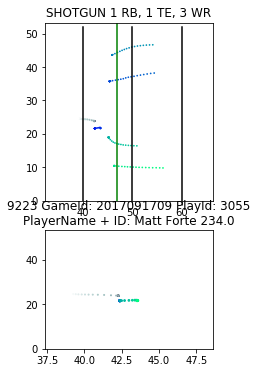 SHOTGUN 1 RB, 1 TE, 3 WR
50
40
30
20
10
0
40 50 60
9223 GameId: 2017091709 PlayId: 3055
PlayerName + ID: Matt Forte 234.0
40
20
0
37.5 40.0 42.5 45.0 47.5